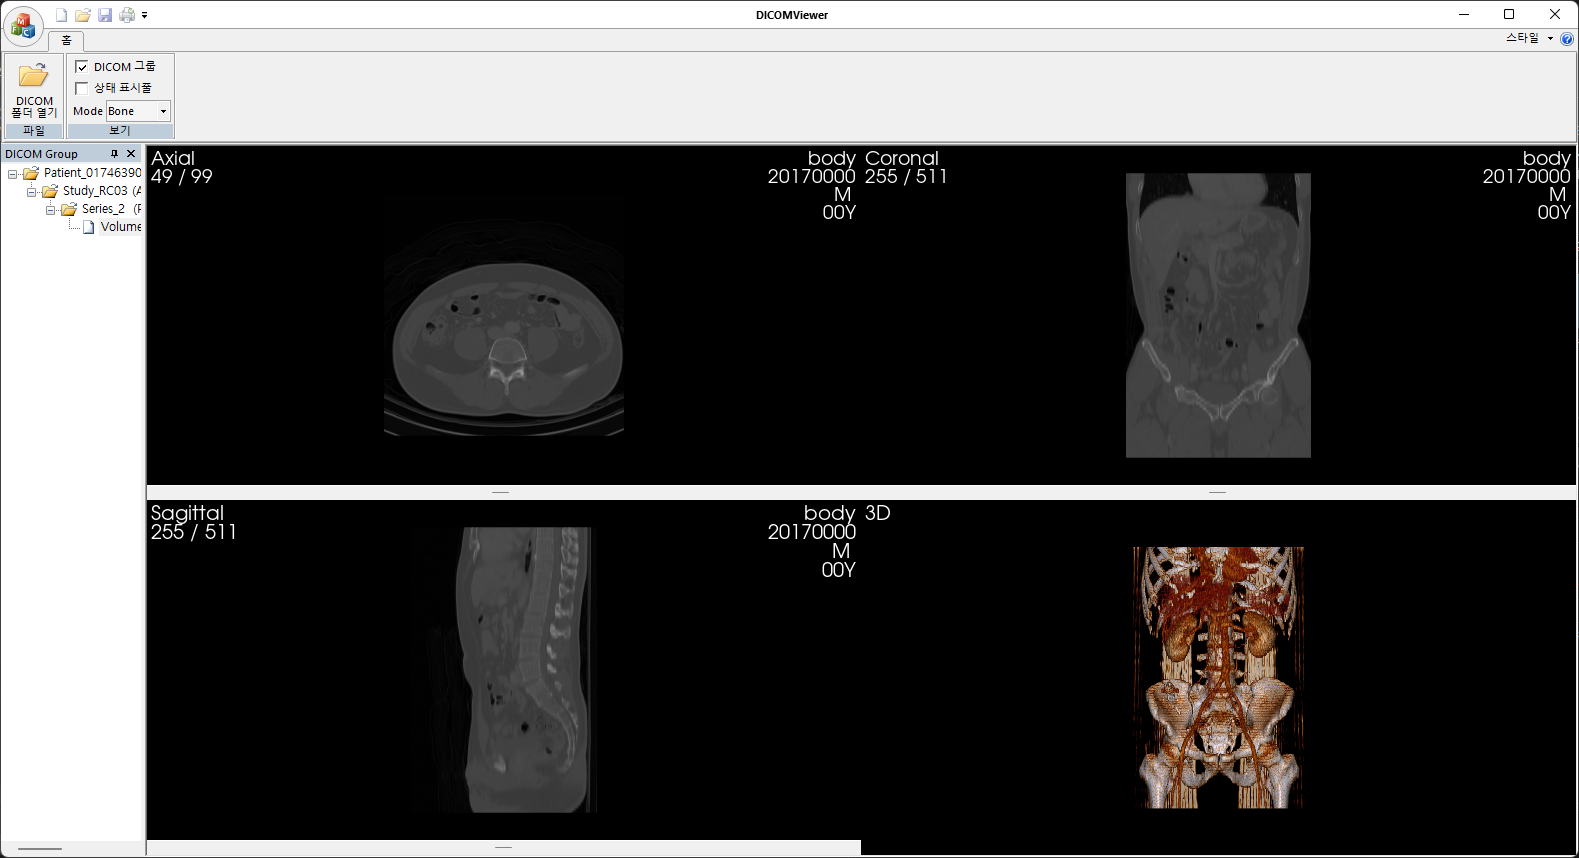 DICOMViewer
홈
스타일
DICOM
폴더 열기
파일
DICOM 그룹
상태 표시줄
Mode Bone
보기
DICOM Group
Patient_01746390
Study_RC03 (A
Series_2 (F
Volume
Axial
49 / 99
body
20170000
M
00Y
Coronal
255 / 511
body
20170000
M
00Y
Sagittal
255 / 511
body
20170000
M
00Y
3D